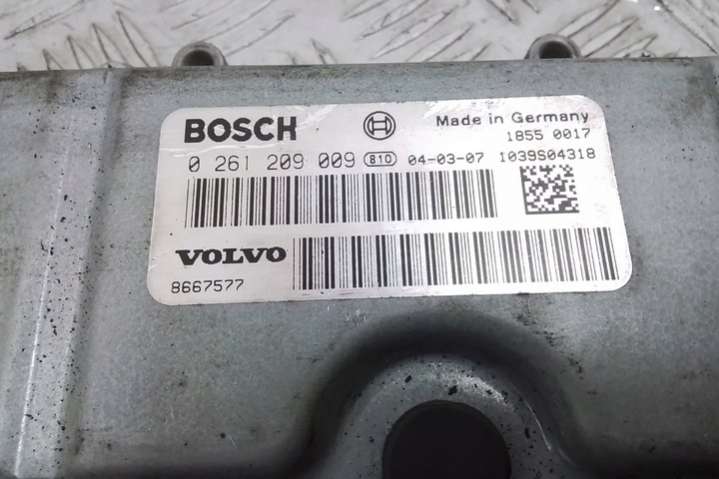 BOSCH
Made in Germany
1855 0017
0 261 209 009 810 04-03-07 1039S04318
VOLVO
8667577